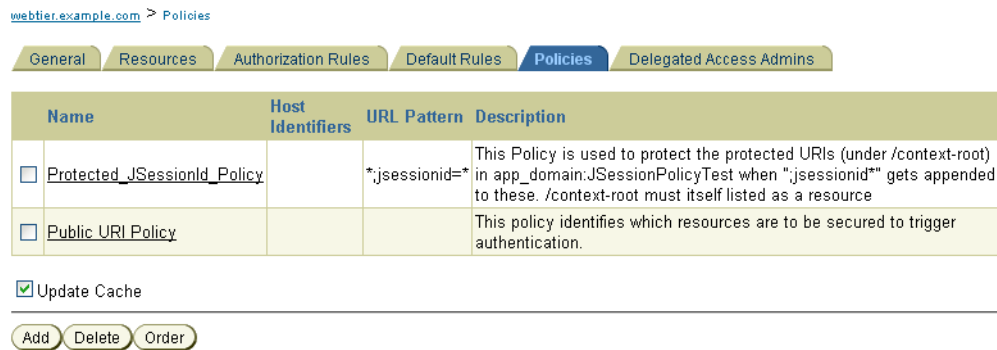 webtier.example.com > Policies
General Resources Authorization Rules Default Rules Policies Delegated Access Admins
Name Host Identifiers URL Pattern Description
Protected_JSessionId_Policy *;jsessionid=* This Policy is used to protect the protected URIs (under /context-root)
in app_domain:JSessionPolicyTest when ";jsessionid*" gets appended
to these. /context-root must itself listed as a resource
Public URI Policy This policy identifies which resources are to be secured to trigger
authentication.
Update Cache
Add Delete Order